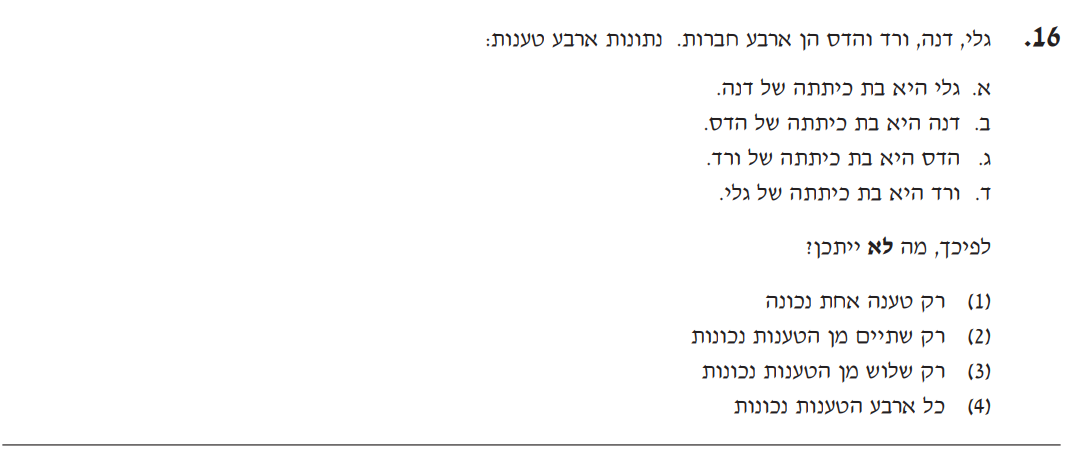 16. גלי, דנה, ורד והדס הן ארבע חברות. נתונות ארבע טענות:
א. גלי היא בת כיתתה של דנה.
ב. דנה היא בת כיתתה של הדס.
ג. הדס היא בת כיתתה של ורד.
ד. ורד היא בת כיתתה של גלי.
לפיכך, מה לא ייתכן?
(1) רק טענה אחת נכונה
(2) רק שתיים מן הטענות נכונות
(3) רק שלוש מן הטענות נכונות
(4) כל ארבע הטענות נכונות